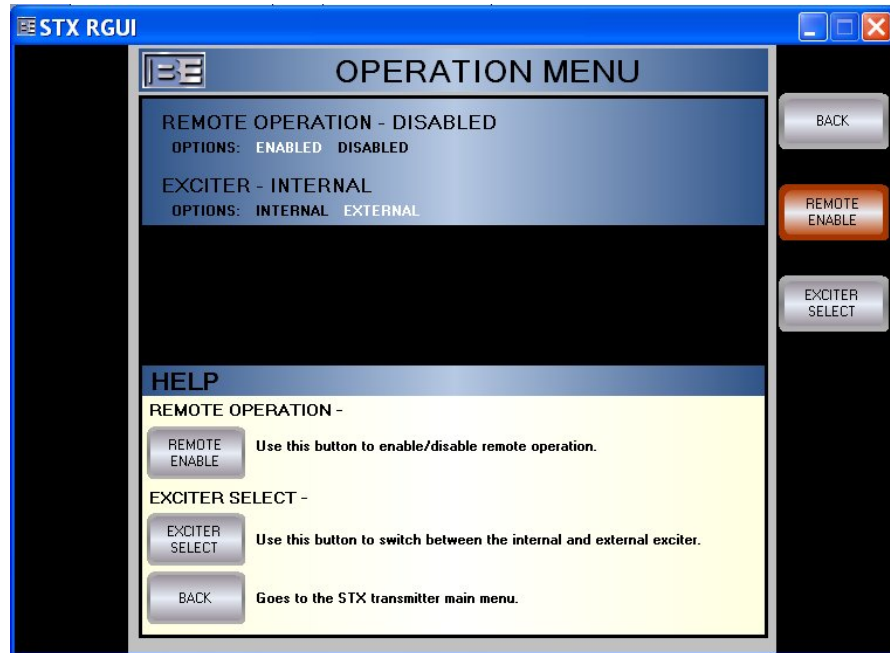 STX RGUI
BE
OPERATION MENU
REMOTE OPERATION - DISABLED
OPTIONS: ENABLED DISABLED
EXCITER - INTERNAL
OPTIONS: INTERNAL EXTERNAL
BACK
REMOTE
ENABLE
EXCITER
SELECT
HELP
REMOTE OPERATION -
REMOTE
ENABLE
Use this button to enable/disable remote operation.
EXCITER SELECT -
EXCITER
SELECT
Use this button to switch between the internal and external exciter.
BACK
Goes to the STX transmitter main menu.